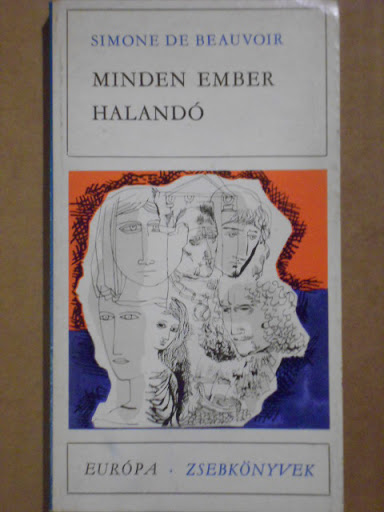 SIMONE DE BEAUVOIR
MINDEN EMBER
HALANDÓ
EURÓPA · ZSEBKÖNYVEK